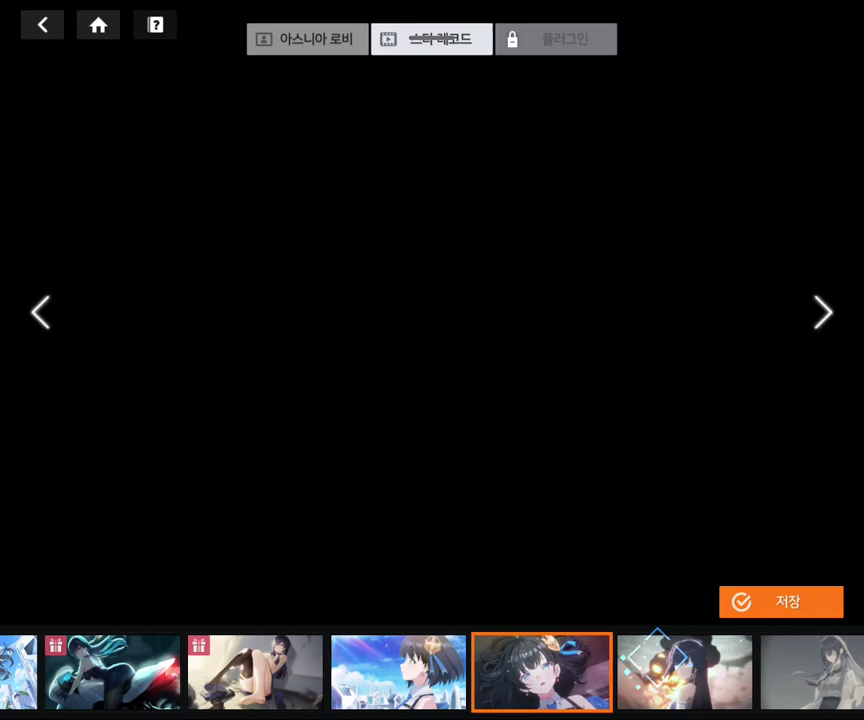 아스니아 로비
스타 레코드
플러그인
저장